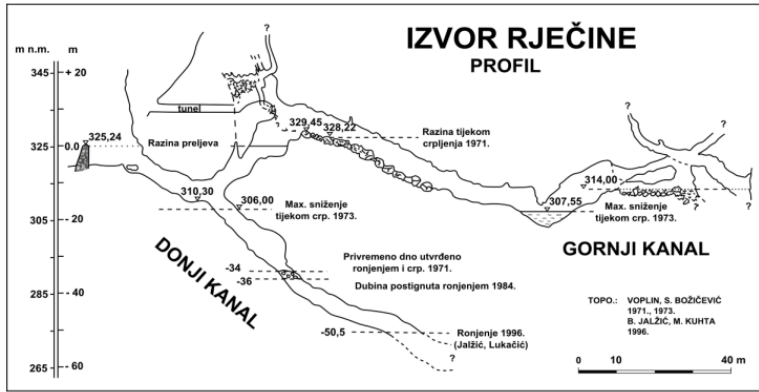 IZVOR RJEČINE
PROFIL
m n.m.
m
345
+ 20
325
0.0
305
- 20
285
- 40
265
- 60
?
?
?
?
tunel
325,24
Razina preljeva
329,45
328,22
Razina tijekom
crpljenja 1971.
310,30
306,00
Max. sniženje
tijekom crp. 1973.
307,55
314,00
Max. sniženje
tijekom crp. 1973.
GORNJI KANAL
DONJI KANAL
-34
-36
Privremeno dno utvrđeno
ronjenjem i crp. 1971.
Dubina postignuta ronjenjem 1984.
-50,5
Ronjenje 1996.
(Jalžić, Lukačić)
?
TOPO.: VOPLIN, S. BOŽIČEVIĆ
1971., 1973.
B. JALŽIĆ, M. KUHTA
1996.
0 10 20 40 m